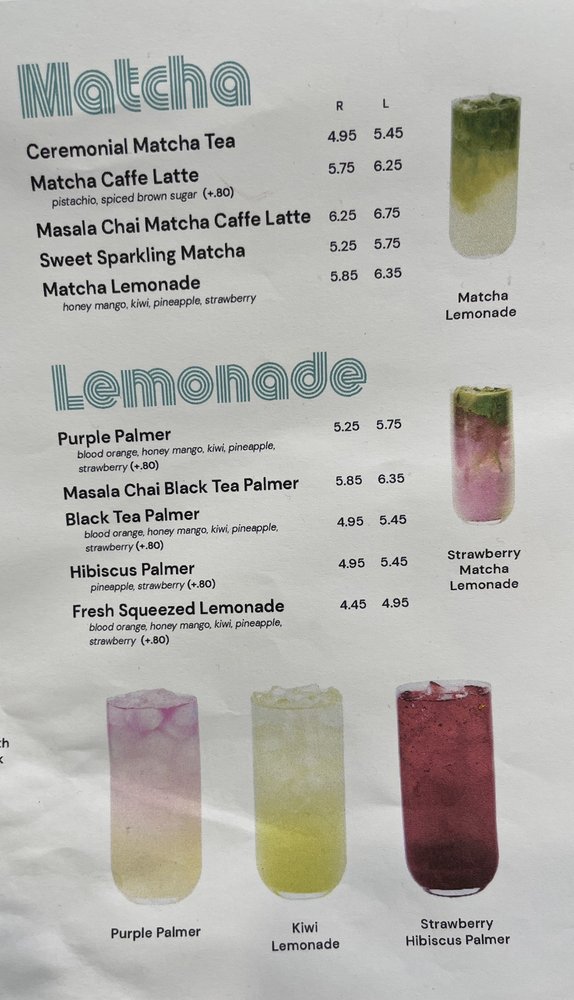 Matcha
R L
Ceremonial Matcha Tea 4.95 5.45
Matcha Caffe Latte 5.75 6.25
pistachio, spiced brown sugar (+.80)
Masala Chai Matcha Caffe Latte 6.25 6.75
Sweet Sparkling Matcha 5.25 5.75
Matcha Lemonade 5.85 6.35
honey mango, kiwi, pineapple, strawberry
Matcha
Lemonade
Lemonade
Purple Palmer 5.25 5.75
blood orange, honey mango, kiwi, pineapple,
strawberry (+.80)
Masala Chai Black Tea Palmer 5.85 6.35
Black Tea Palmer 4.95 5.45
blood orange, honey mango, kiwi, pineapple,
strawberry (+.80)
Hibiscus Palmer 4.95 5.45
pineapple, strawberry (+.80)
Fresh Squeezed Lemonade 4.45 4.95
blood orange, honey mango, kiwi, pineapple,
strawberry (+.80)
Strawberry
Matcha
Lemonade
Purple Palmer
Kiwi
Lemonade
Strawberry
Hibiscus Palmer